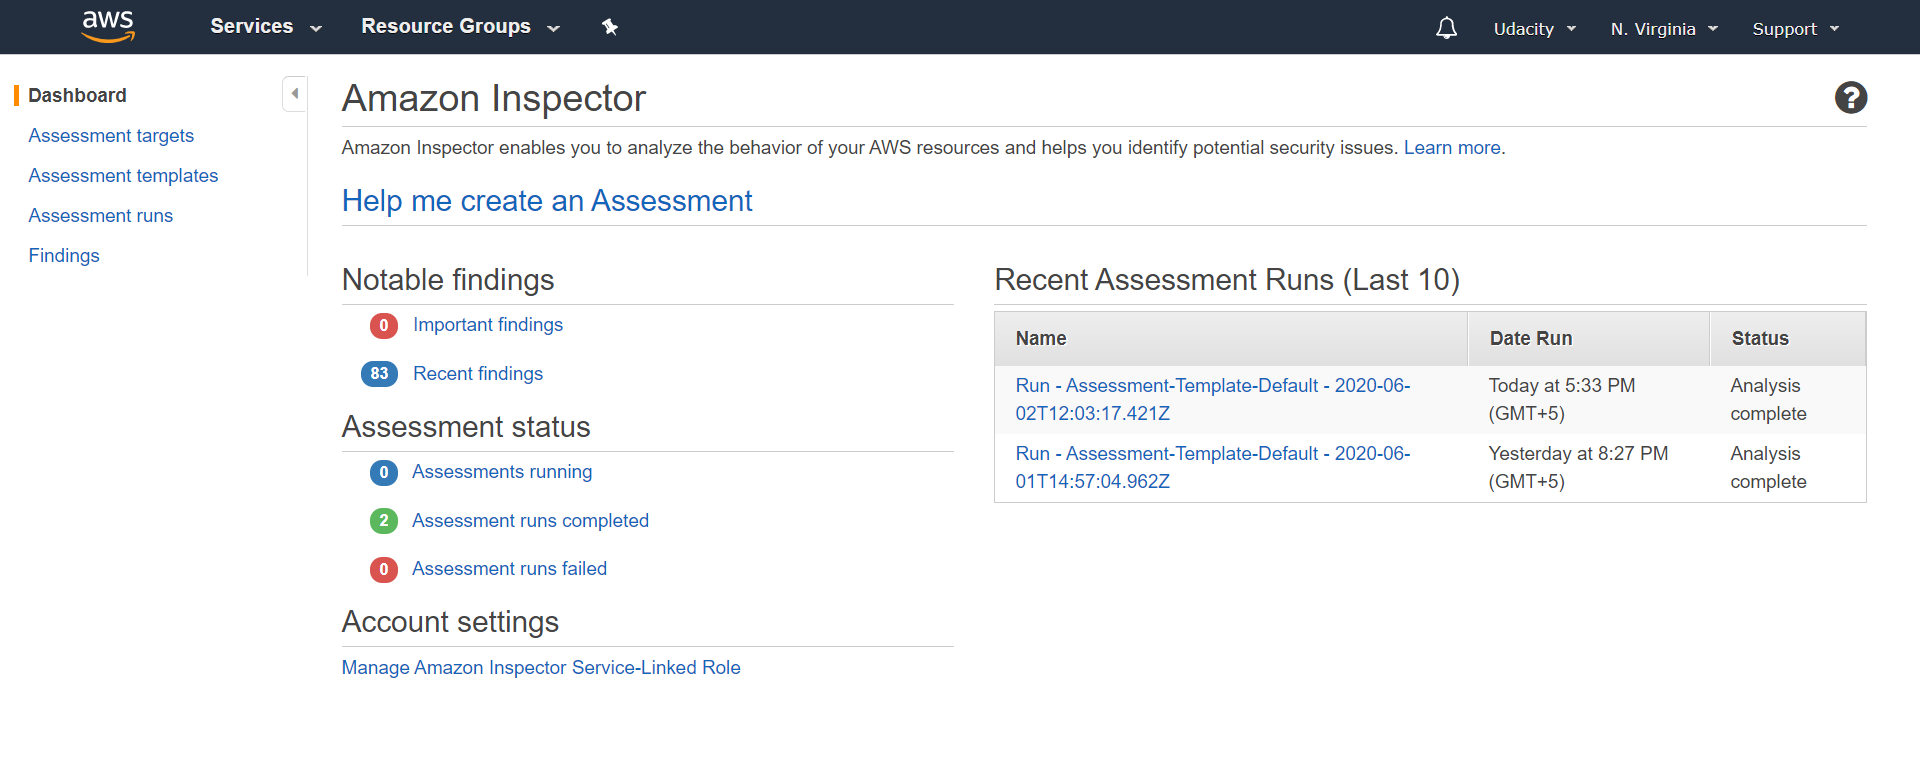 aws
Services
Resource Groups
Udacity
N. Virginia
Support
Dashboard
Assessment targets
Assessment templates
Assessment runs
Findings
Amazon Inspector
?
Amazon Inspector enables you to analyze the behavior of your AWS resources and helps you identify potential security issues. Learn more.
Help me create an Assessment
Notable findings
0 Important findings
83 Recent findings
Assessment status
0 Assessments running
2 Assessment runs completed
0 Assessment runs failed
Account settings
Manage Amazon Inspector Service-Linked Role
Recent Assessment Runs (Last 10)
Name
Date Run
Status
Run - Assessment-Template-Default - 2020-06-
02T12:03:17.421Z
Today at 5:33 PM
(GMT+5)
Analysis
complete
Run - Assessment-Template-Default - 2020-06-
01T14:57:04.962Z
Yesterday at 8:27 PM
(GMT+5)
Analysis
complete